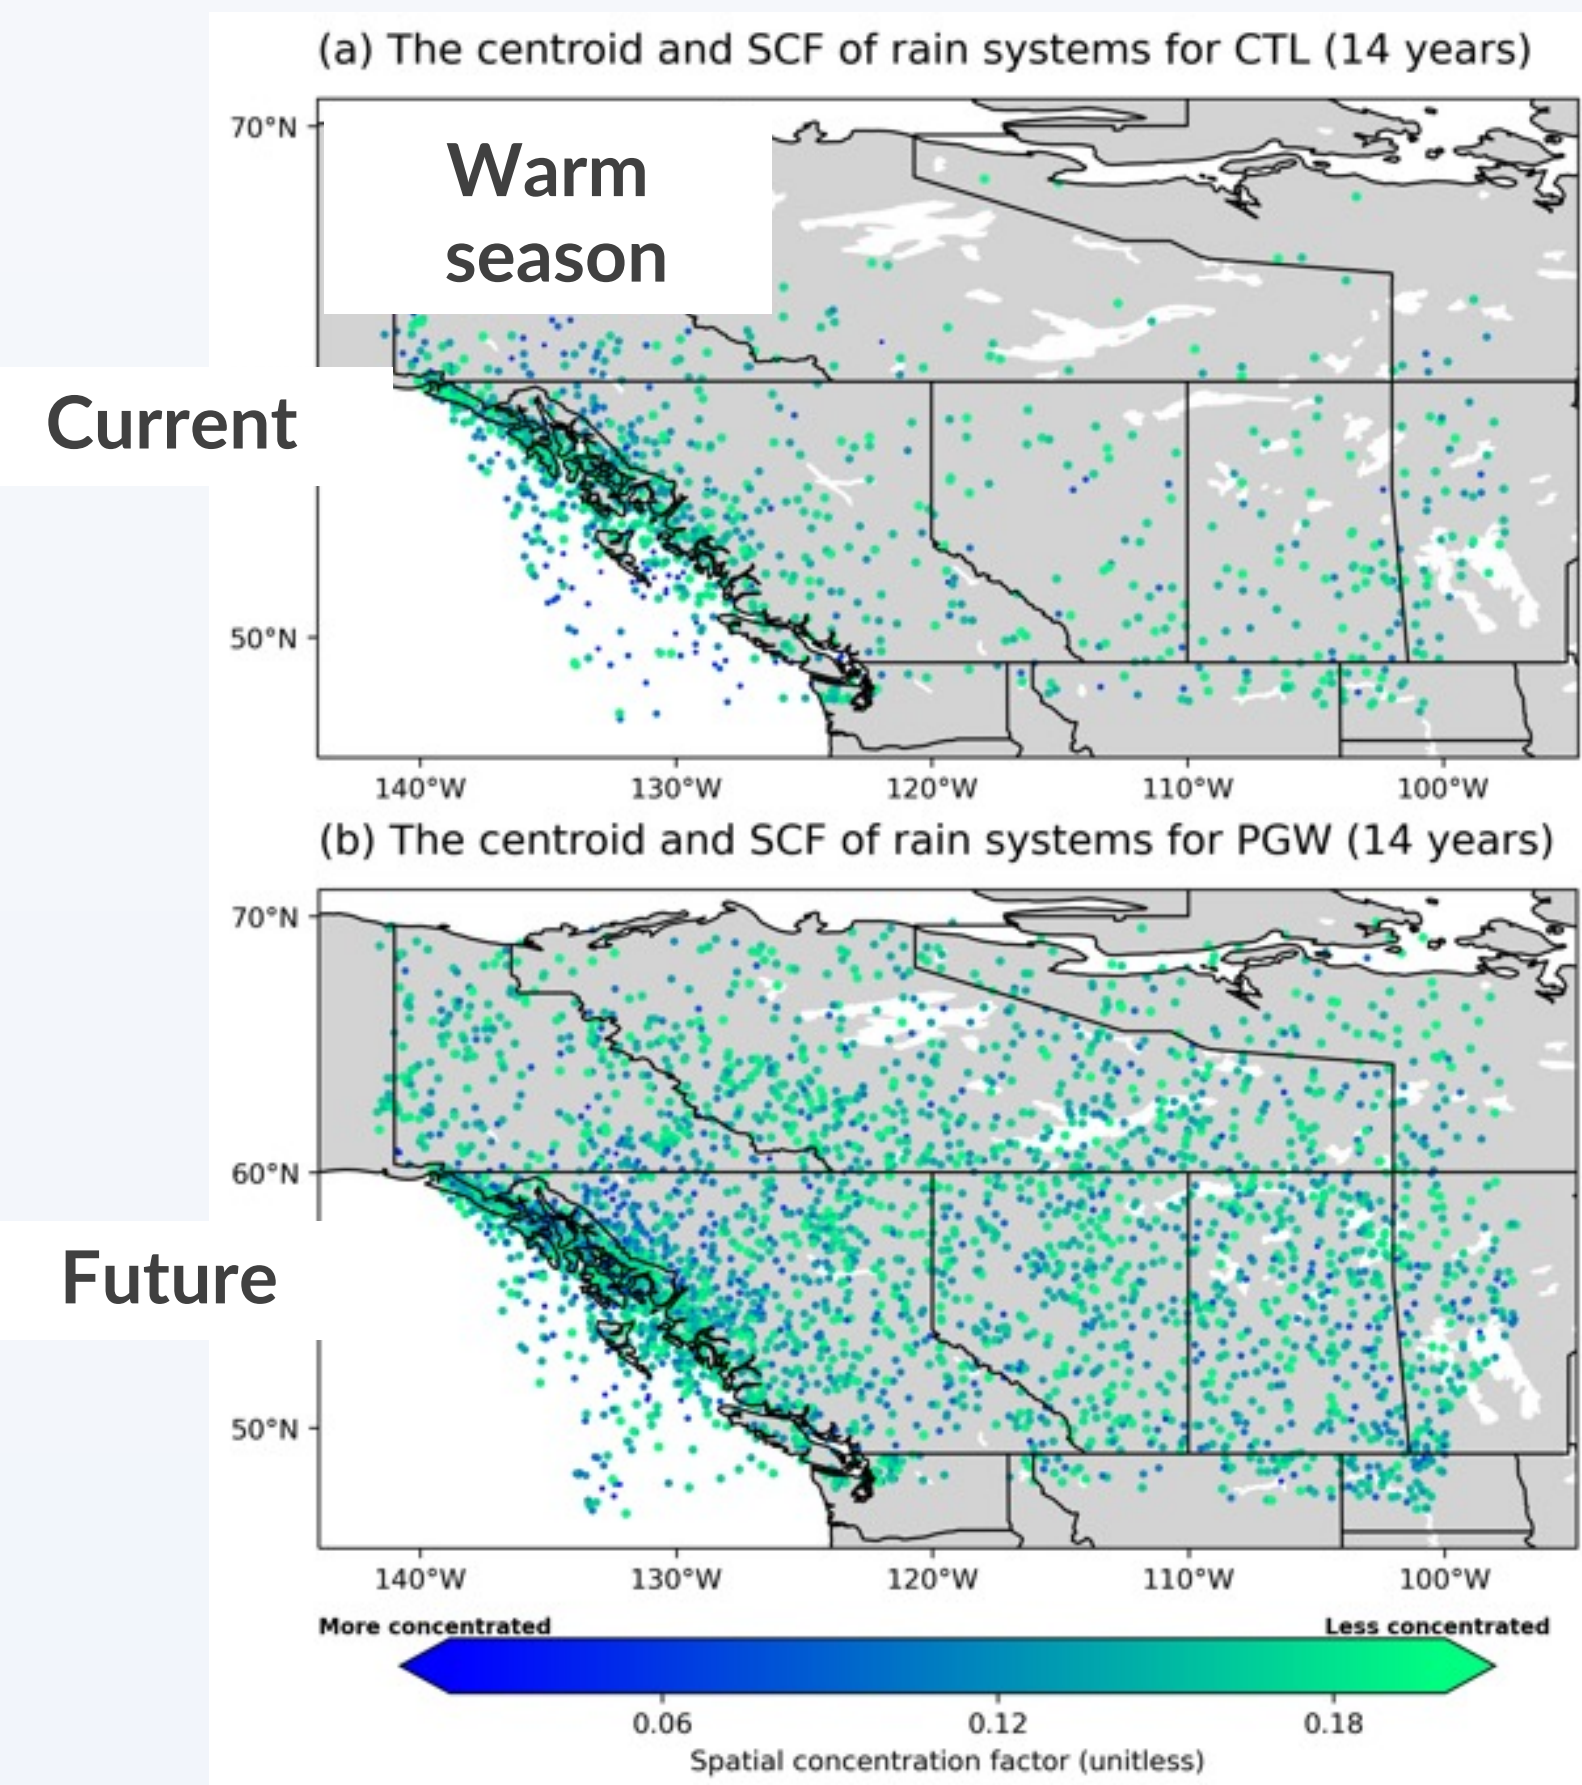 (a) The centroid and SCF of rain systems for CTL (14 years)
70°N
Warm
season
Current
50°N
140°W 130°W 120°W 110°W 100°W
(b) The centroid and SCF of rain systems for PGW (14 years)
70°N
60°N
Future
50°N
140°W 130°W 120°W 110°W 100°W
More concentrated Less concentrated
0.06 0.12 0.18
Spatial concentration factor (unitless)